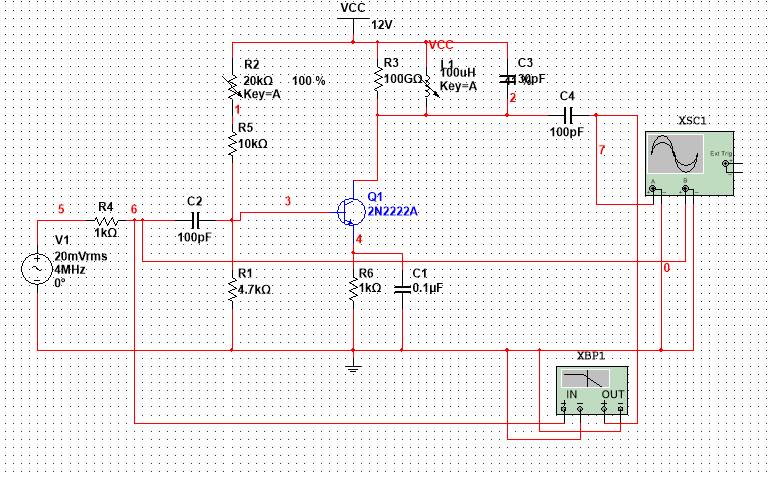 VCC
12V
VCC
R2
20kΩ
Key=A
100 %
R3
100GΩ
L1
100uH
Key=A
C3
30pF
2
C4
100pF
XSC1
Ext Trig
A
B
1
R5
10kΩ
7
5
R4
1kΩ
6
C2
100pF
3
Q1
2N2222A
4
V1
20mVrms
4MHz
0°
R1
4.7kΩ
R6
1kΩ
C1
0.1µF
0
XBP1
IN
OUT